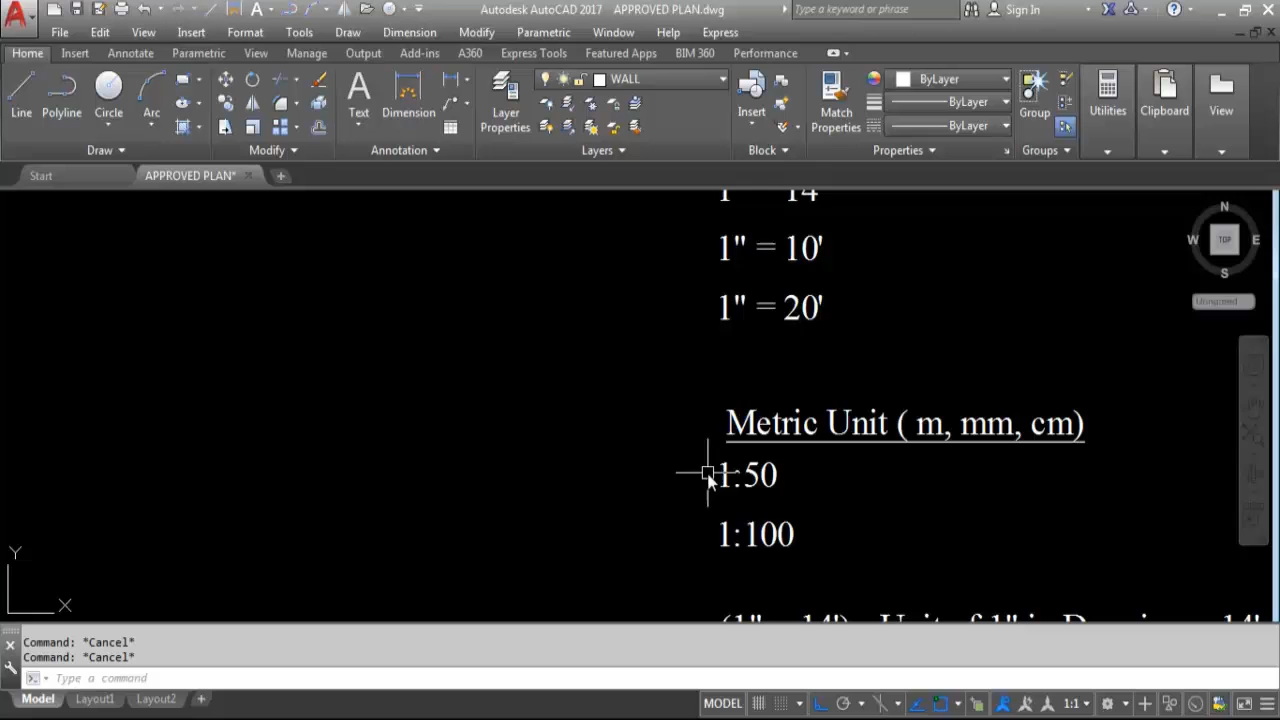 Autodesk AutoCAD 2017 APPROVED PLAN.dwg
Type a keyword or phrase
Sign In
File Edit View Insert Format Tools Draw Dimension Modify Parametric Window Help Express
Home Insert Annotate Parametric View Manage Output Add-ins A360 Express Tools Featured Apps BIM 360 Performance
WALL
ByLayer
Line Polyline Circle Arc
Text Dimension
Layer Properties
Insert
Match Properties
ByLayer
ByLayer
Group
Utilities
Clipboard
View
Draw Modify Annotation Layers Block Properties Groups
Start APPROVED PLAN*
1" = 10'
1" = 20'
Metric Unit ( m, mm, cm)
1:50
1:100
N
W TOP E
S
Unnamed
Y
X
Command: *Cancel*
Command: *Cancel*
Type a command
Model Layout1 Layout2
MODEL
1:1